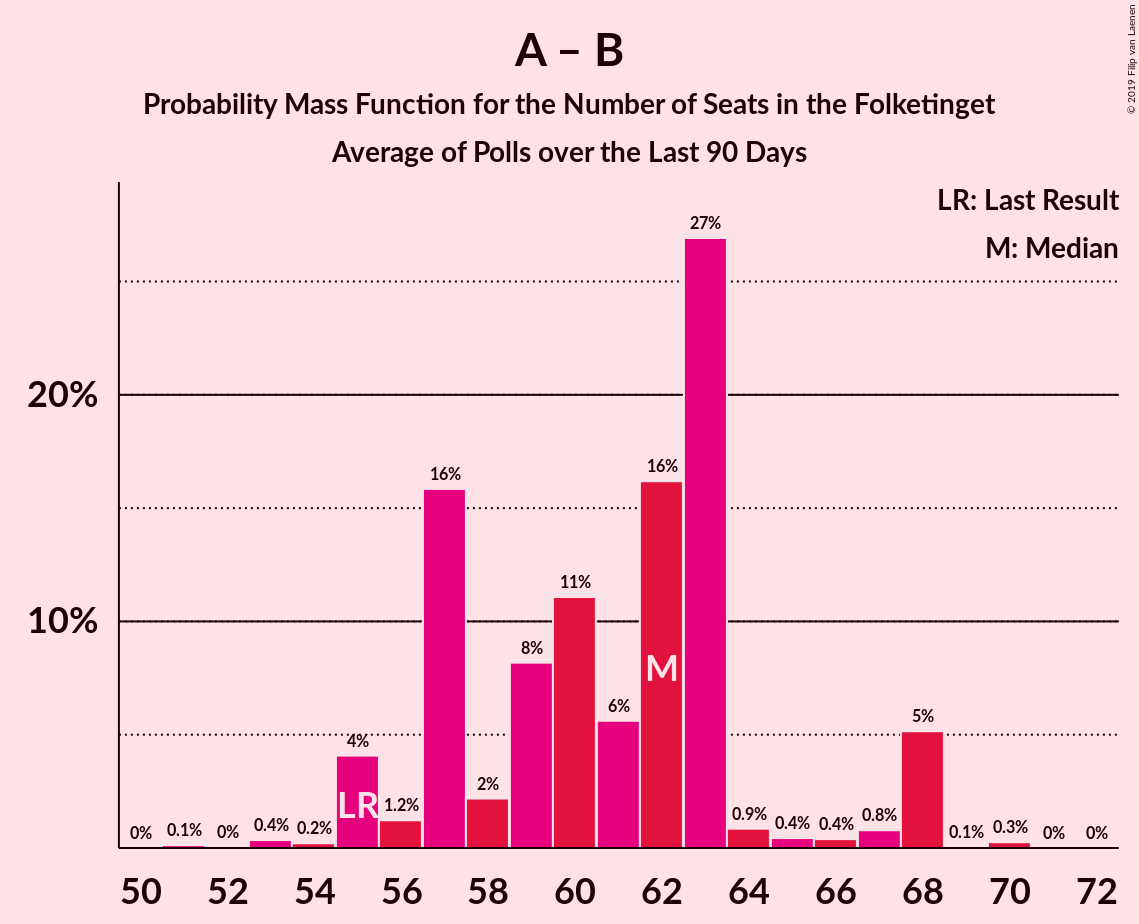 A – B
Probability Mass Function for the Number of Seats in the Folketinget
Average of Polls over the Last 90 Days
© 2019 Filip van Laenen
LR: Last Result
M: Median
27%
20%
16%
16%
11%
10%
8%
M
6%
5%
4%
2%
LR
1.2%
0% 0.1% 0% 0.4% 0.2% 0.9% 0.4% 0.4% 0.8% 0.1% 0.3% 0% 0%
50 52 54 56 58 60 62 64 66 68 70 72